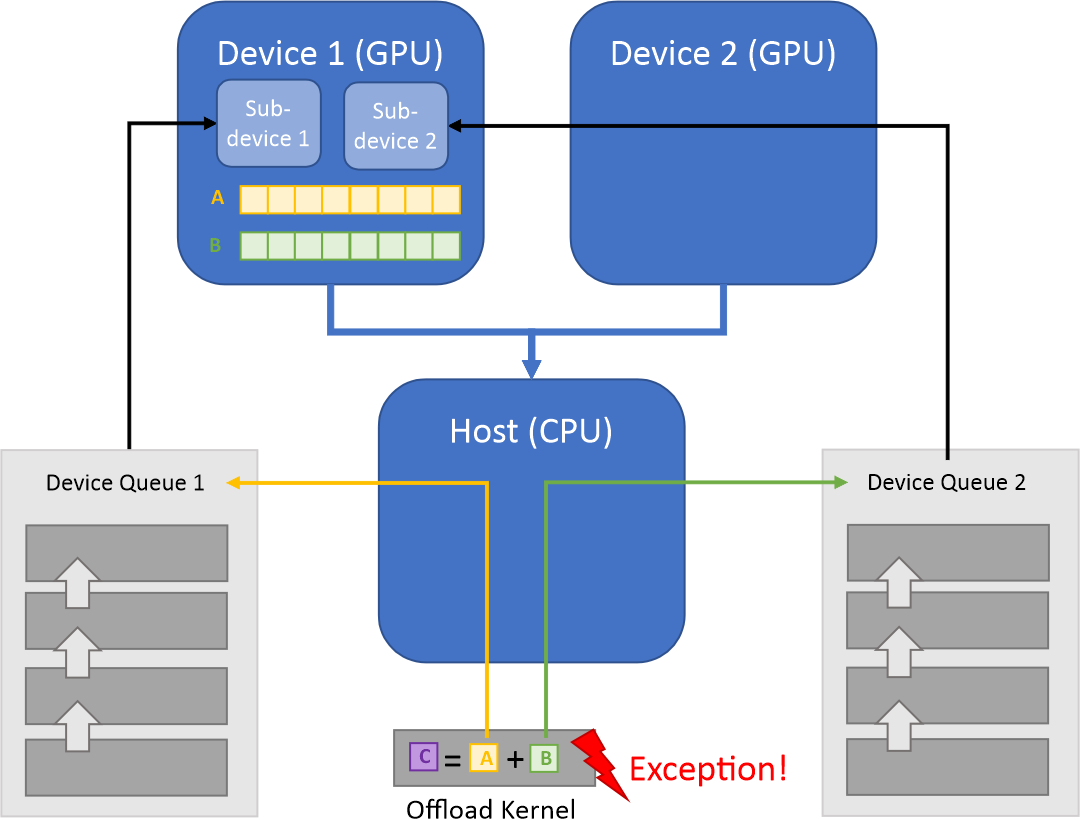 Device 1 (GPU)
Device 2 (GPU)
Sub-
device 1
Sub-
device 2
A
B
Host (CPU)
Device Queue 1
Device Queue 2
C = A + B
Exception!
Offload Kernel